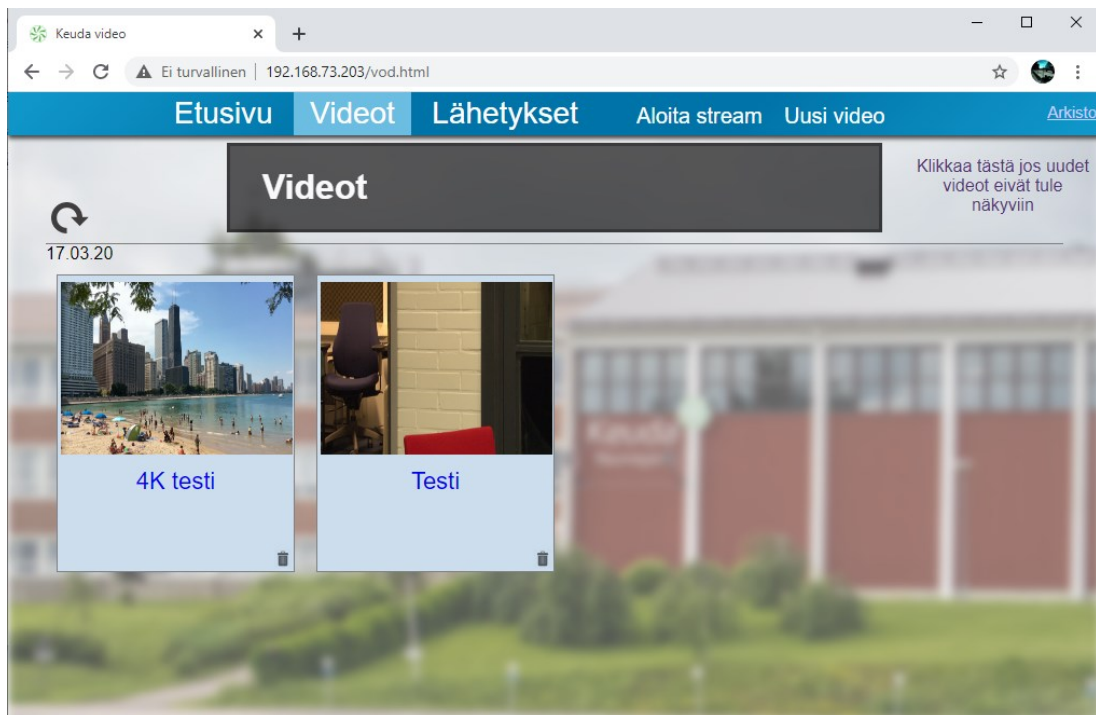 Keuda video
Ei turvallinen | 192.168.73.203/vod.html
Etusivu Videot Lähetykset Aloita stream Uusi video Arkisto
Videot
Klikkaa tästä jos uudet
videot eivät tule
näkyviin
17.03.20
4K testi
Testi
Keuda